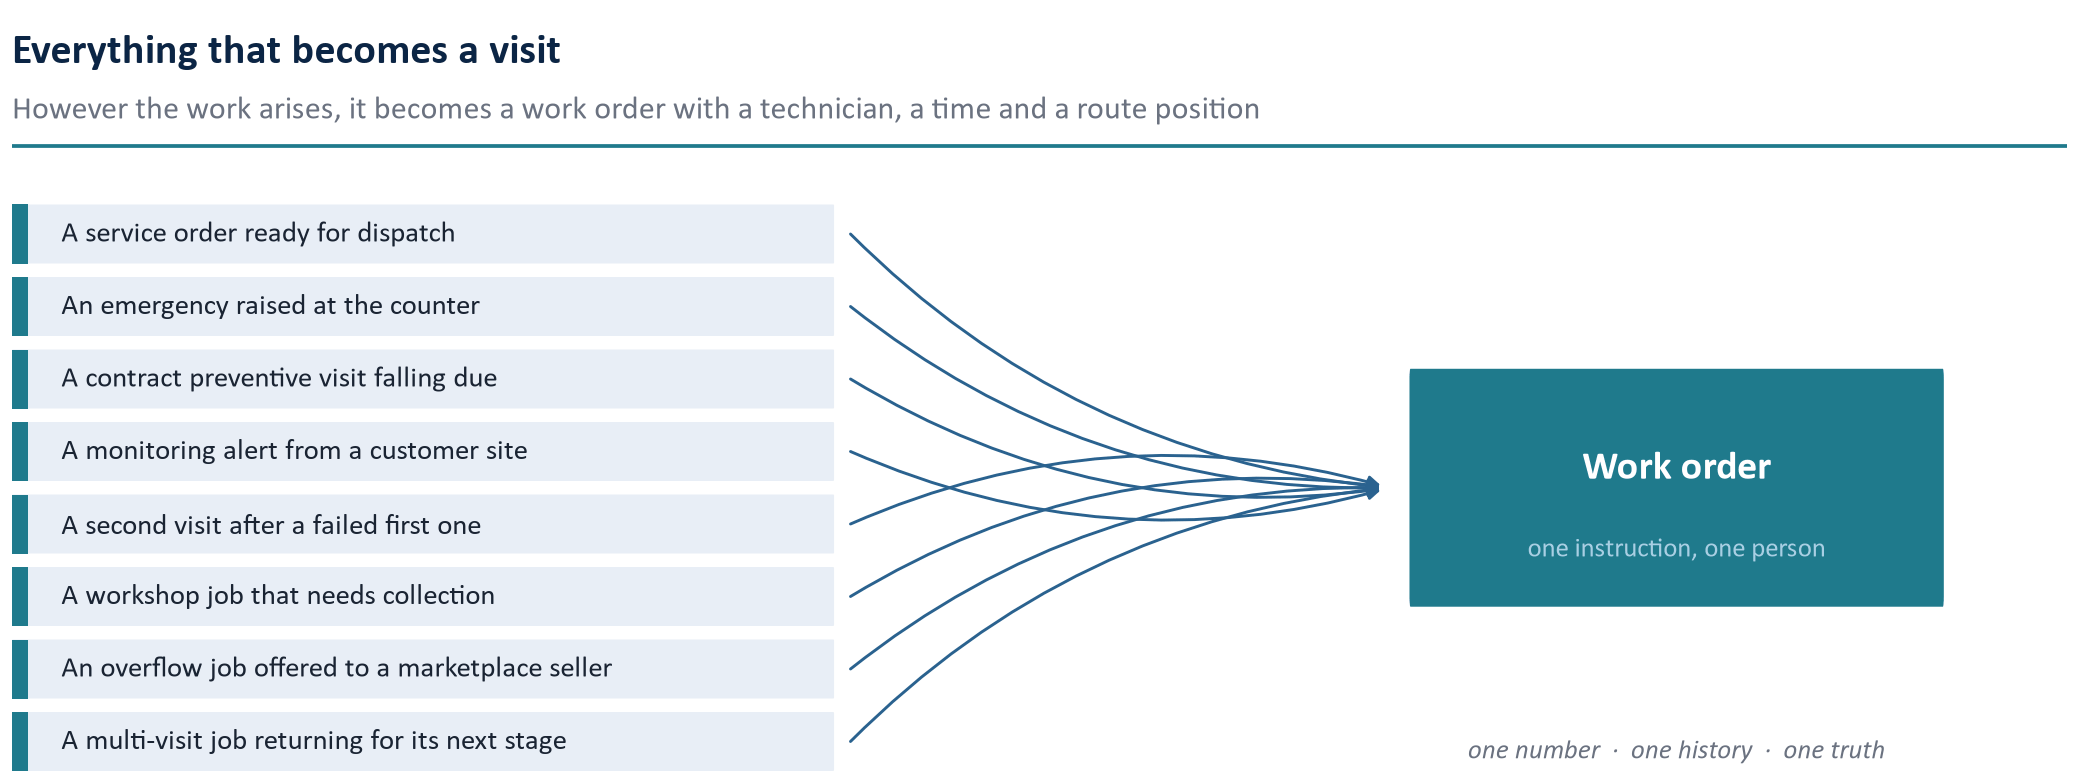 Everything that becomes a visit
However the work arises, it becomes a work order with a technician, a time and a route position
A service order ready for dispatch
An emergency raised at the counter
A contract preventive visit falling due
A monitoring alert from a customer site
A second visit after a failed first one
A workshop job that needs collection
An overflow job offered to a marketplace seller
A multi-visit job returning for its next stage
Work order
one instruction, one person
one number · one history · one truth